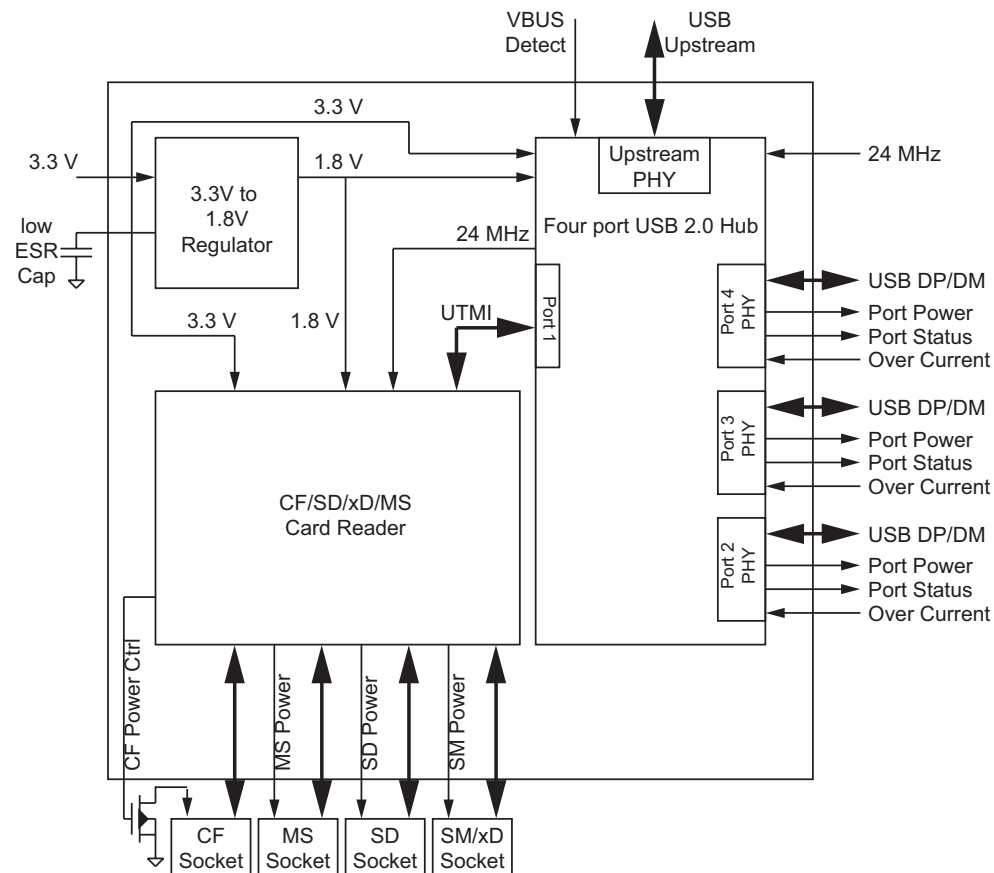 VBUS
Detect
USB
Upstream
3.3 V
3.3 V
1.8 V
Upstream
PHY
24 MHz
3.3V to
1.8V
Regulator
low
ESR
Cap
24 MHz
Four port USB 2.0 Hub
3.3 V
1.8 V
UTMI
Port 1
Port 4
PHY
USB DP/DM
Port Power
Port Status
Over Current
Port 3
PHY
USB DP/DM
Port Power
Port Status
Over Current
CF/SD/xD/MS
Card Reader
Port 2
PHY
USB DP/DM
Port Power
Port Status
Over Current
CF Power Ctrl
MS Power
SD Power
SM Power
CF
Socket
MS
Socket
SD
Socket
SM/xD
Socket